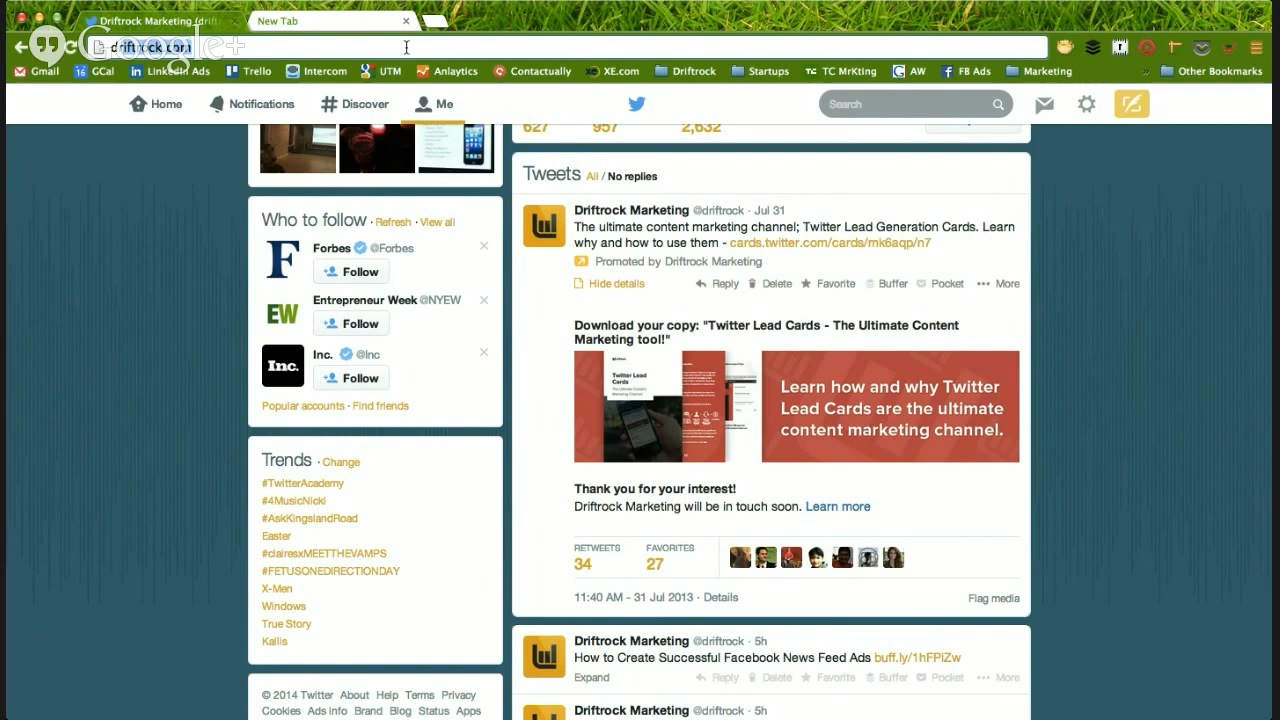 Driftrock Marketing (driftr
New Tab
driftrock.com
Google+
Gmail
GCal
LinkedIn Ads
Trello
Intercom
UTM
Anlaytics
Contactually
XE.com
Driftrock
Startups
TC MrKting
AW
FB Ads
Marketing
Other Bookmarks
Home
Notifications
Discover
Me
Search
627 957 2,632
Who to follow · Refresh · View all
Forbes @Forbes
Follow
Entrepreneur Week @NYEW
EW
Follow
Inc. @Inc
Inc.
Follow
Popular accounts · Find friends
Trends · Change
#TwitterAcademy
#4MusicNicki
#AskKingslandRoad
Easter
#clairesxMEETTHEVAMPS
#FETUSONEDIRECTIONDAY
X-Men
Windows
True Story
Kallis
© 2014 Twitter About Help Terms Privacy
Cookies Ads info Brand Blog Status Apps
Tweets All / No replies
Driftrock Marketing @driftrock · Jul 31
The ultimate content marketing channel; Twitter Lead Generation Cards. Learn
why and how to use them - cards.twitter.com/cards/mk6aqp/n7
Promoted by Driftrock Marketing
Hide details Reply Delete Favorite Buffer Pocket More
Download your copy: "Twitter Lead Cards - The Ultimate Content
Marketing tool!"
Twitter Lead
Cards
Learn how and why Twitter
Lead Cards are the ultimate
content marketing channel.
Thank you for your interest!
Driftrock Marketing will be in touch soon. Learn more
RETWEETS FAVORITES
34 27
11:40 AM - 31 Jul 2013 · Details
Flag media
Driftrock Marketing @driftrock · 5h
How to Create Successful Facebook News Feed Ads buff.ly/1hFPiZw
Expand Reply Delete Favorite Buffer Pocket More
Driftrock Marketing @driftrock · 5h